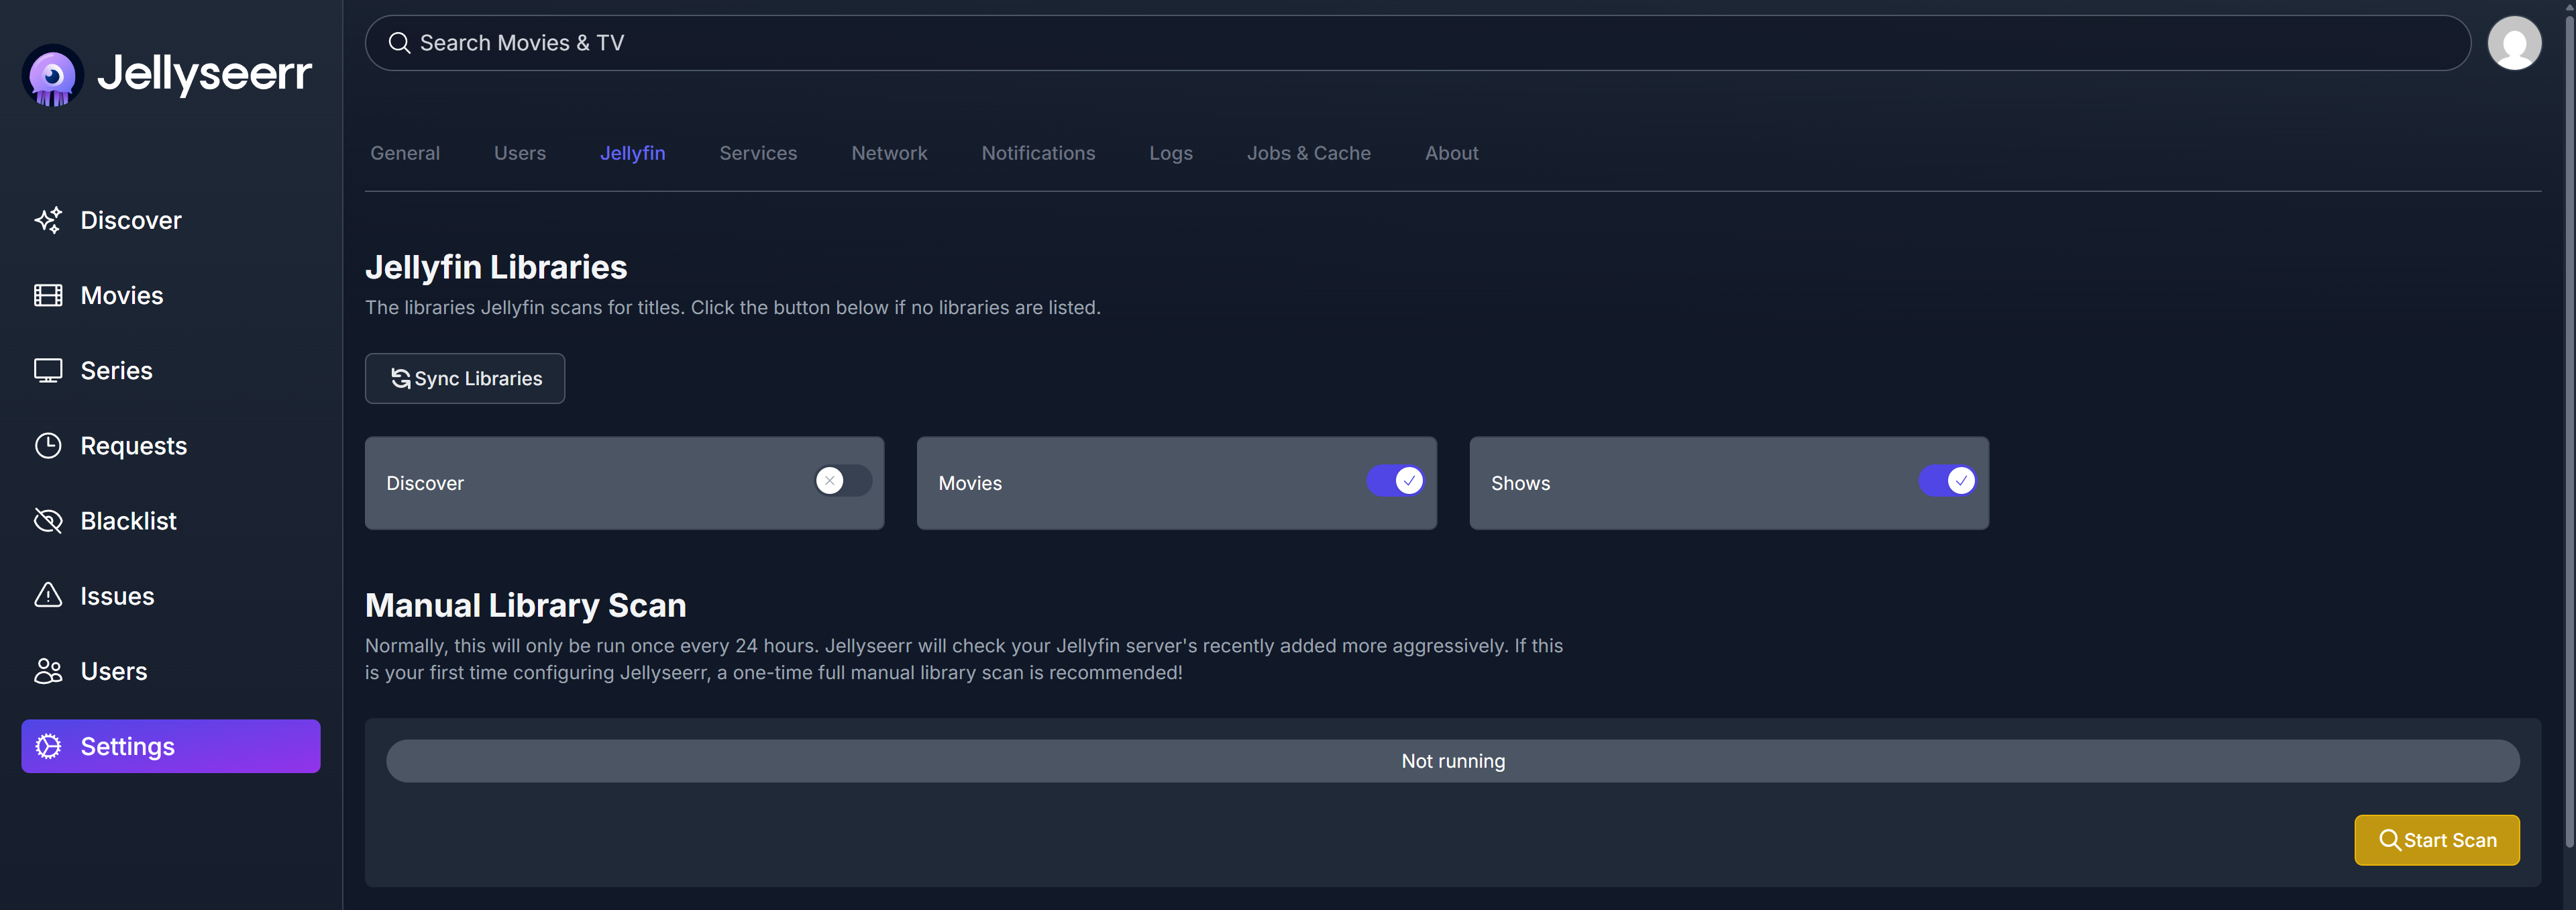 Jellyseerr
Discover
Movies
Series
Requests
Blacklist
Issues
Users
Settings
Search Movies & TV
General Users Jellyfin Services Network Notifications Logs Jobs & Cache About
Jellyfin Libraries
The libraries Jellyfin scans for titles. Click the button below if no libraries are listed.
Sync Libraries
Discover Movies Shows
Manual Library Scan
Normally, this will only be run once every 24 hours. Jellyseerr will check your Jellyfin server's recently added more aggressively. If this
is your first time configuring Jellyseerr, a one-time full manual library scan is recommended!
Not running
Start Scan